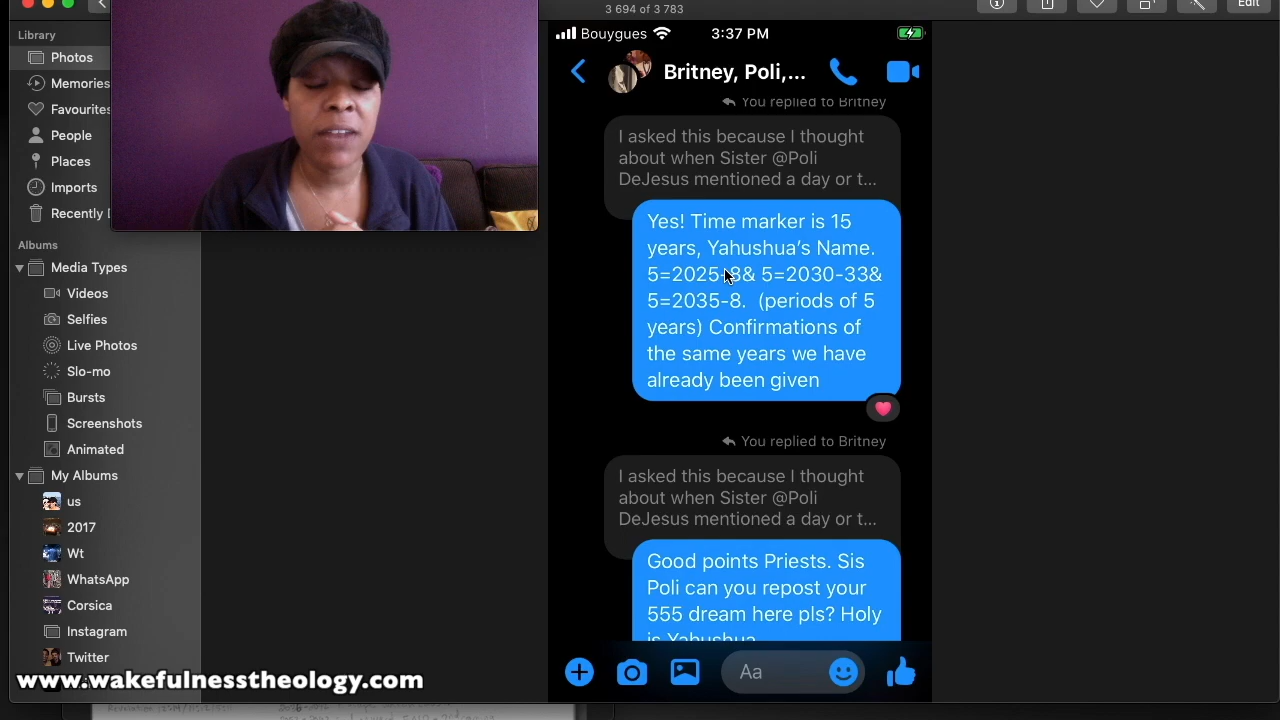 3 694 of 3 783
Edit
Library
Photos
Memories
Favourites
People
Places
Imports
Recently
Albums
Media Types
Videos
Selfies
Live Photos
Slo-mo
Bursts
Screenshots
Animated
My Albums
us
2017
Wt
WhatsApp
Corsica
Instagram
Twitter
www.wakefulnesstheology.com
Bouygues
3:37 PM
Britney, Poli,...
You replied to Britney
I asked this because I thought
about when Sister @Poli
DeJesus mentioned a day or t...
Yes! Time marker is 15
years, Yahushua's Name.
5=2025-8& 5=2030-33&
5=2035-8. (periods of 5
years) Confirmations of
the same years we have
already been given
You replied to Britney
I asked this because I thought
about when Sister @Poli
DeJesus mentioned a day or t...
Good points Priests. Sis
Poli can you repost your
555 dream here pls? Holy
is Yahushua
Aa